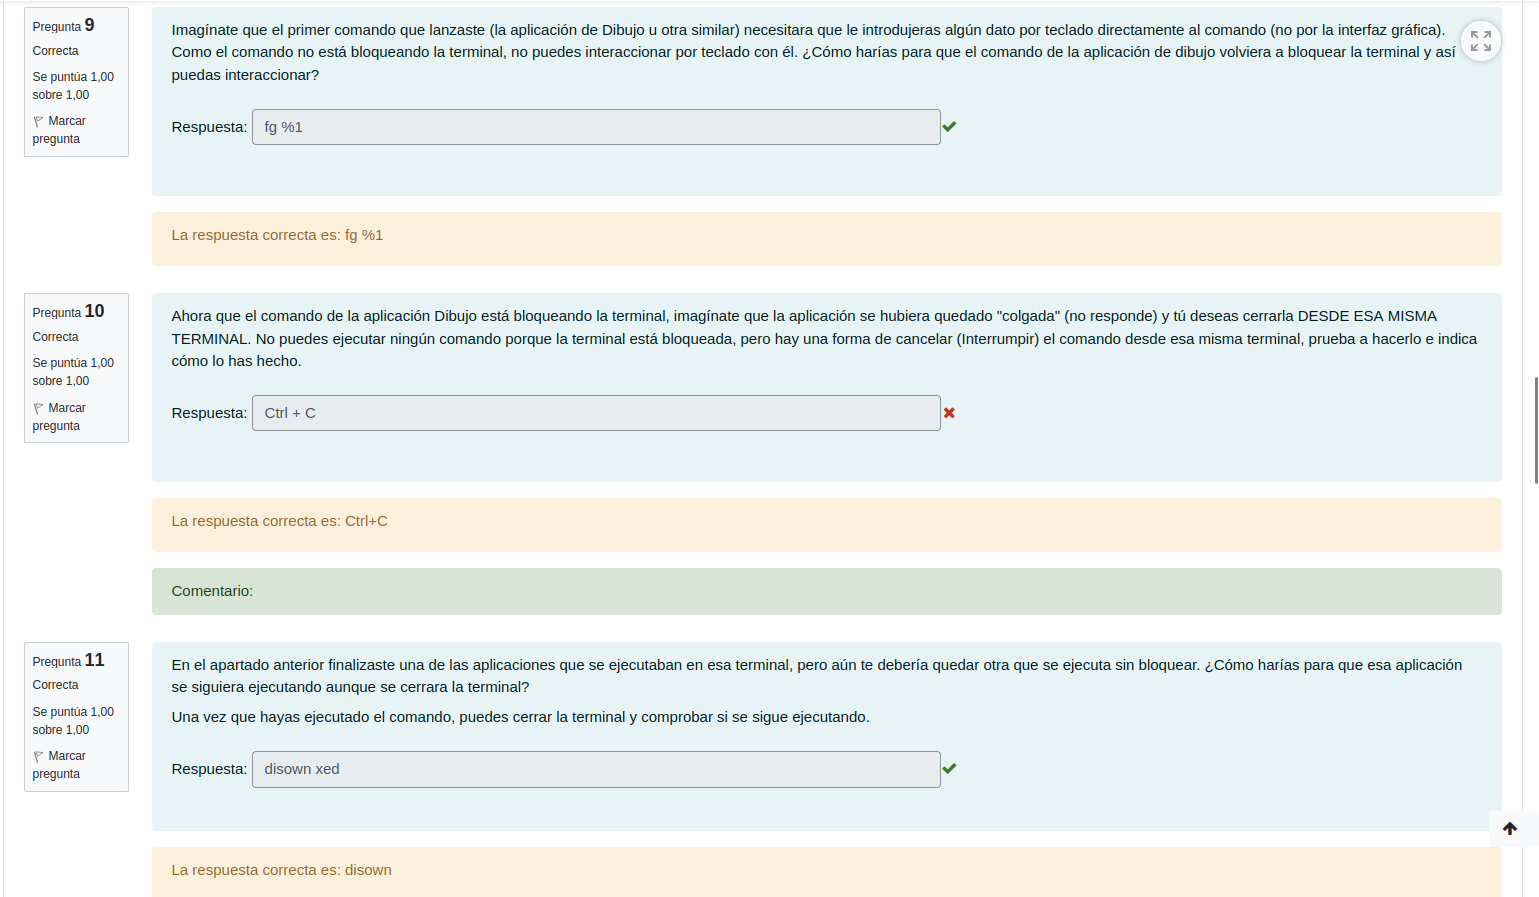 Pregunta 9
Correcta
Se puntúa 1,00
sobre 1,00
Marcar
pregunta
Imagínate que el primer comando que lanzaste (la aplicación de Dibujo u otra similar) necesitara que le introdujeras algún dato por teclado directamente al comando (no por la interfaz gráfica).
Como el comando no está bloqueando la terminal, no puedes interaccionar por teclado con él. ¿Cómo harías para que el comando de la aplicación de dibujo volviera a bloquear la terminal y así
puedas interaccionar?
Respuesta: fg %1
La respuesta correcta es: fg %1
Pregunta 10
Correcta
Se puntúa 1,00
sobre 1,00
Marcar
pregunta
Ahora que el comando de la aplicación Dibujo está bloqueando la terminal, imagínate que la aplicación se hubiera quedado "colgada" (no responde) y tú deseas cerrarla DESDE ESA MISMA
TERMINAL. No puedes ejecutar ningún comando porque la terminal está bloqueada, pero hay una forma de cancelar (Interrumpir) el comando desde esa misma terminal, prueba a hacerlo e indica
cómo lo has hecho.
Respuesta: Ctrl + C
La respuesta correcta es: Ctrl+C
Comentario:
Pregunta 11
Correcta
Se puntúa 1,00
sobre 1,00
Marcar
pregunta
En el apartado anterior finalizaste una de las aplicaciones que se ejecutaban en esa terminal, pero aún te debería quedar otra que se ejecuta sin bloquear. ¿Cómo harías para que esa aplicación
se siguiera ejecutando aunque se cerrara la terminal?
Una vez que hayas ejecutado el comando, puedes cerrar la terminal y comprobar si se sigue ejecutando.
Respuesta: disown xed
La respuesta correcta es: disown